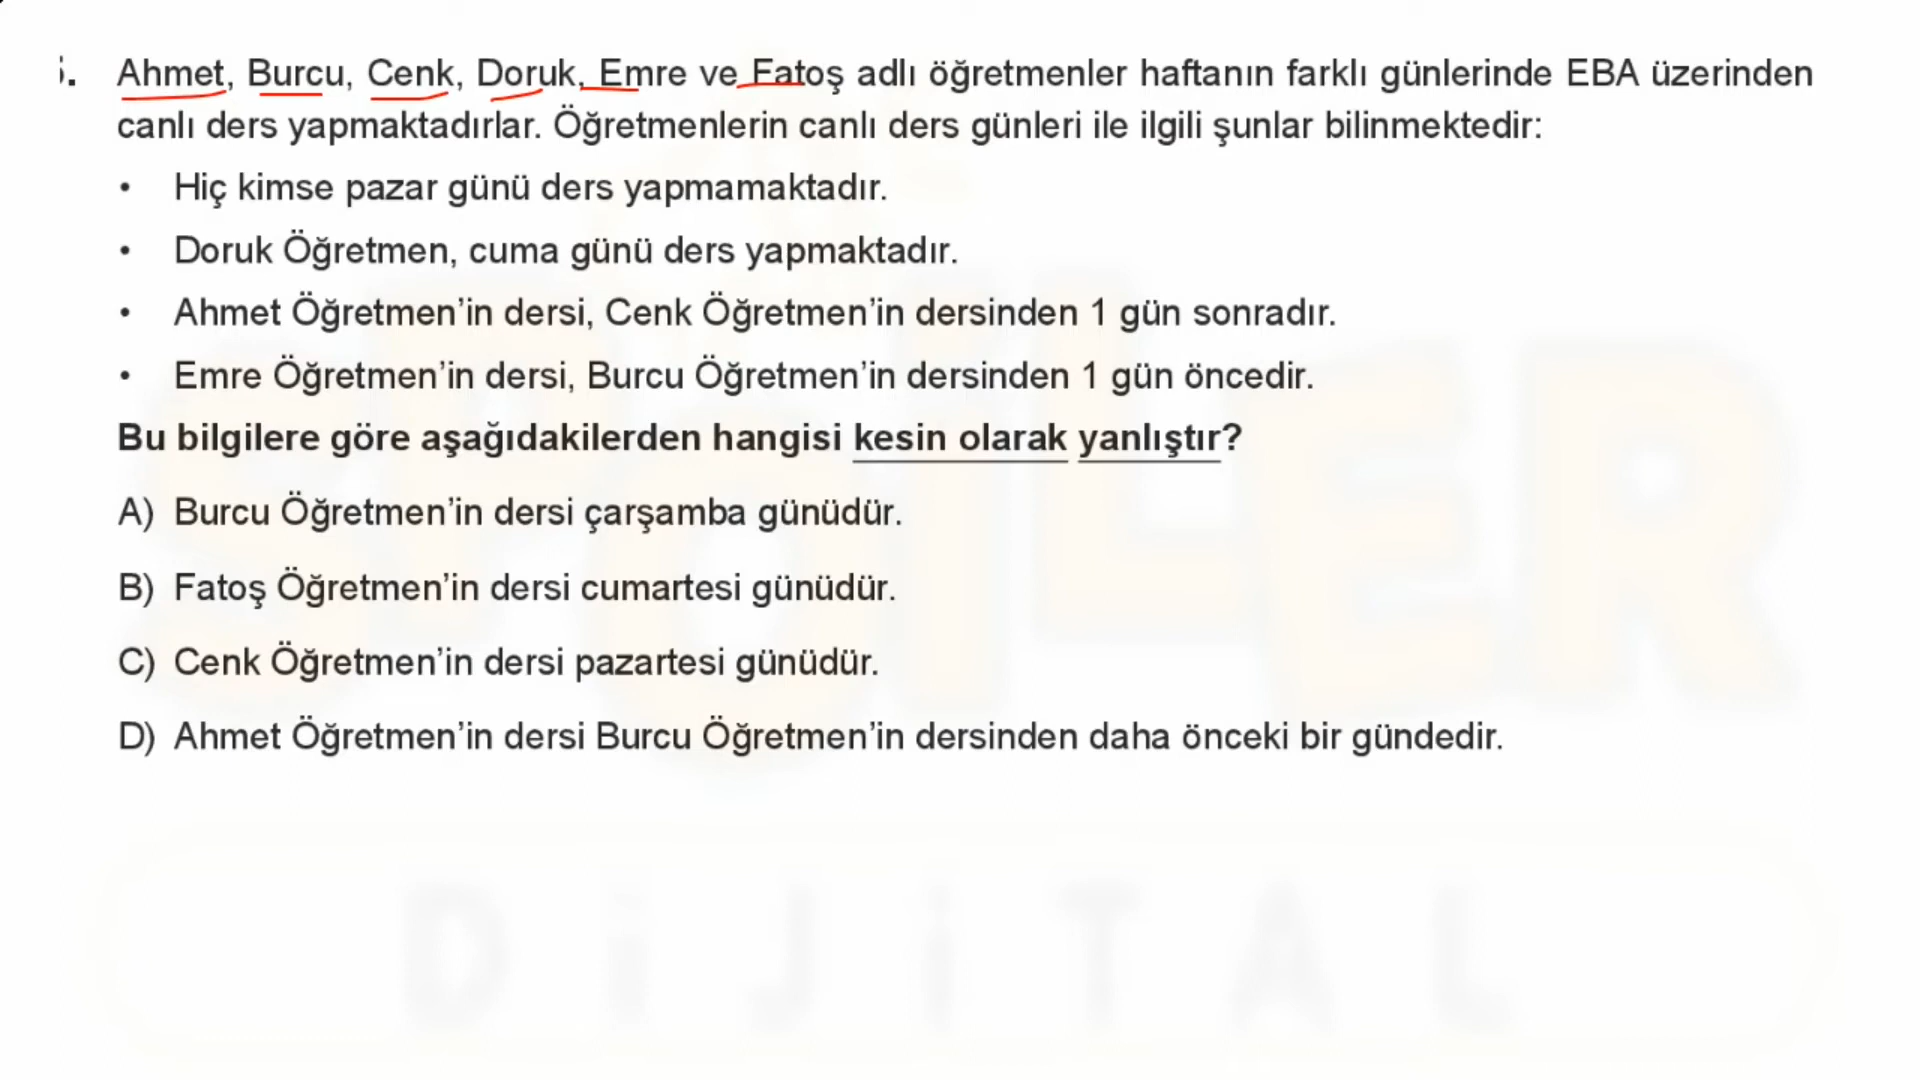 . Ahmet, Burcu, Cenk, Doruk, Emre ve Fatoş adlı öğretmenler haftanın farklı günlerinde EBA üzerinden
canlı ders yapmaktadırlar. Öğretmenlerin canlı ders günleri ile ilgili şunlar bilinmektedir:
• Hiç kimse pazar günü ders yapmamaktadır.
• Doruk Öğretmen, cuma günü ders yapmaktadır.
• Ahmet Öğretmen’in dersi, Cenk Öğretmen’in dersinden 1 gün sonradır.
• Emre Öğretmen’in dersi, Burcu Öğretmen’in dersinden 1 gün öncedir.
Bu bilgilere göre aşağıdakilerden hangisi kesin olarak yanlıştır?
A) Burcu Öğretmen’in dersi çarşamba günüdür.
B) Fatoş Öğretmen’in dersi cumartesi günüdür.
C) Cenk Öğretmen’in dersi pazartesi günüdür.
D) Ahmet Öğretmen’in dersi Burcu Öğretmen’in dersinden daha önceki bir gündedir.
SPOİLER
DİJİTAL